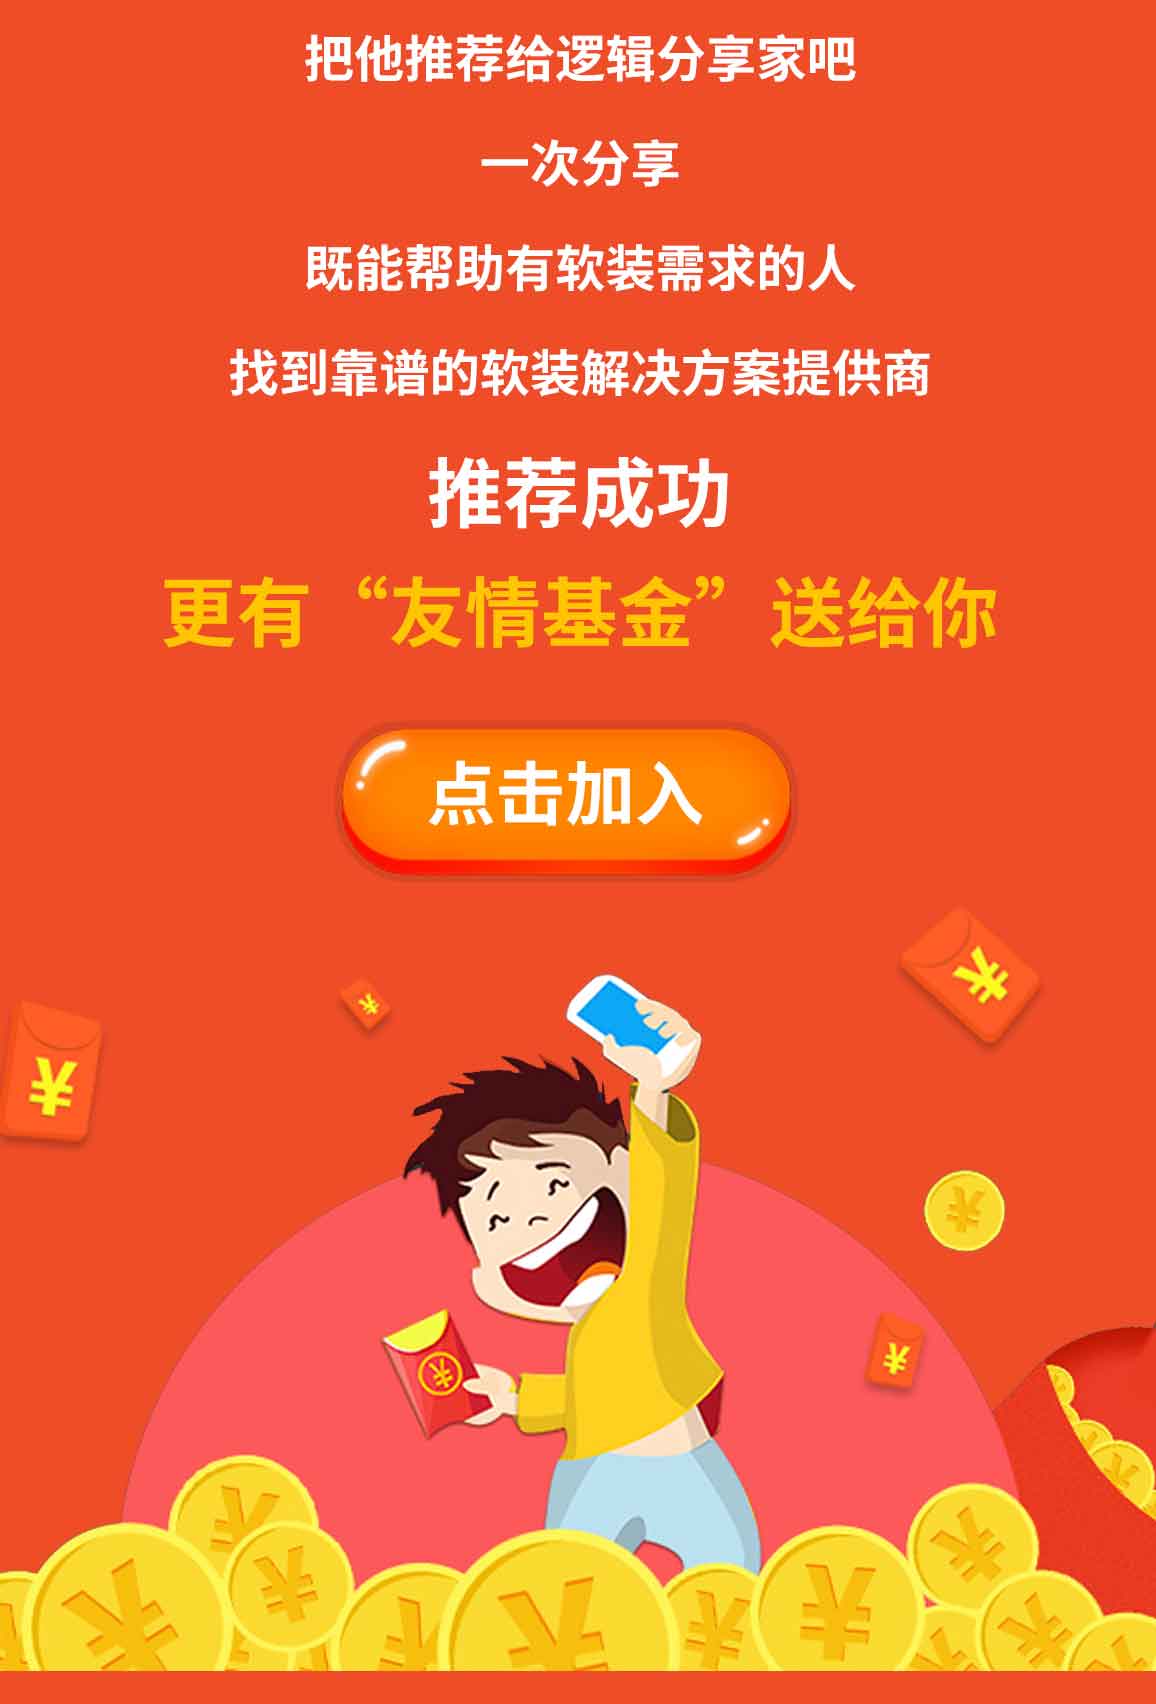 把他推荐给逻辑分享家吧
一次分享
既能帮助有软装需求的人
找到靠谱的软装解决方案提供商
推荐成功
更有“友情基金”送给你
点击加入